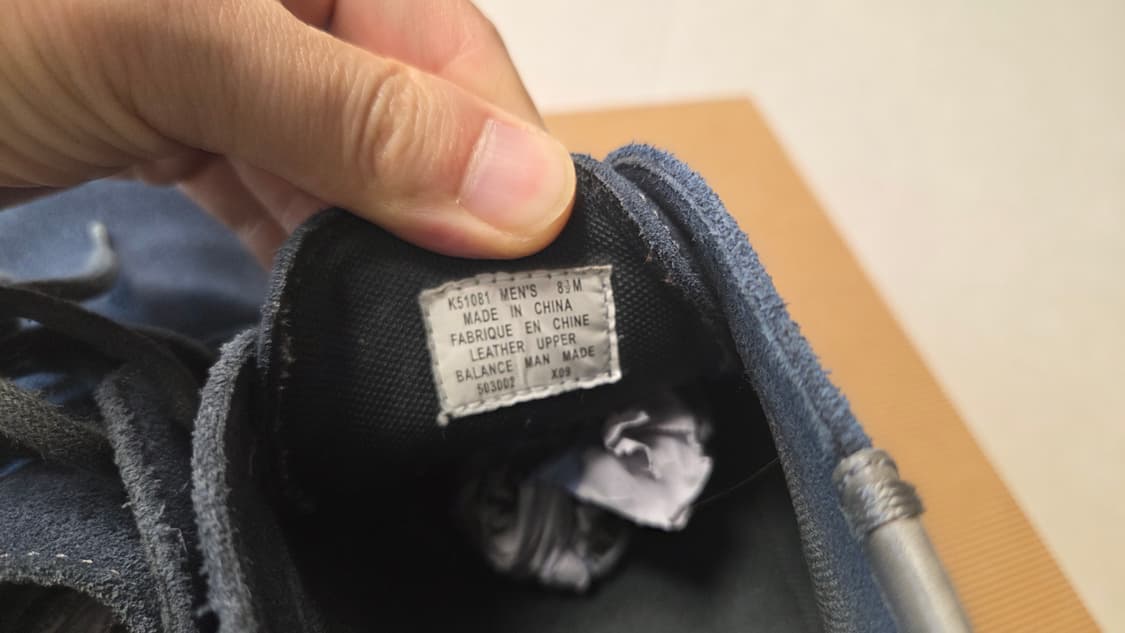 K51081 MEN'S 8½M
MADE IN CHINA
FABRIQUE EN CHINE
LEATHER UPPER
BALANCE MAN MADE
503002 X09